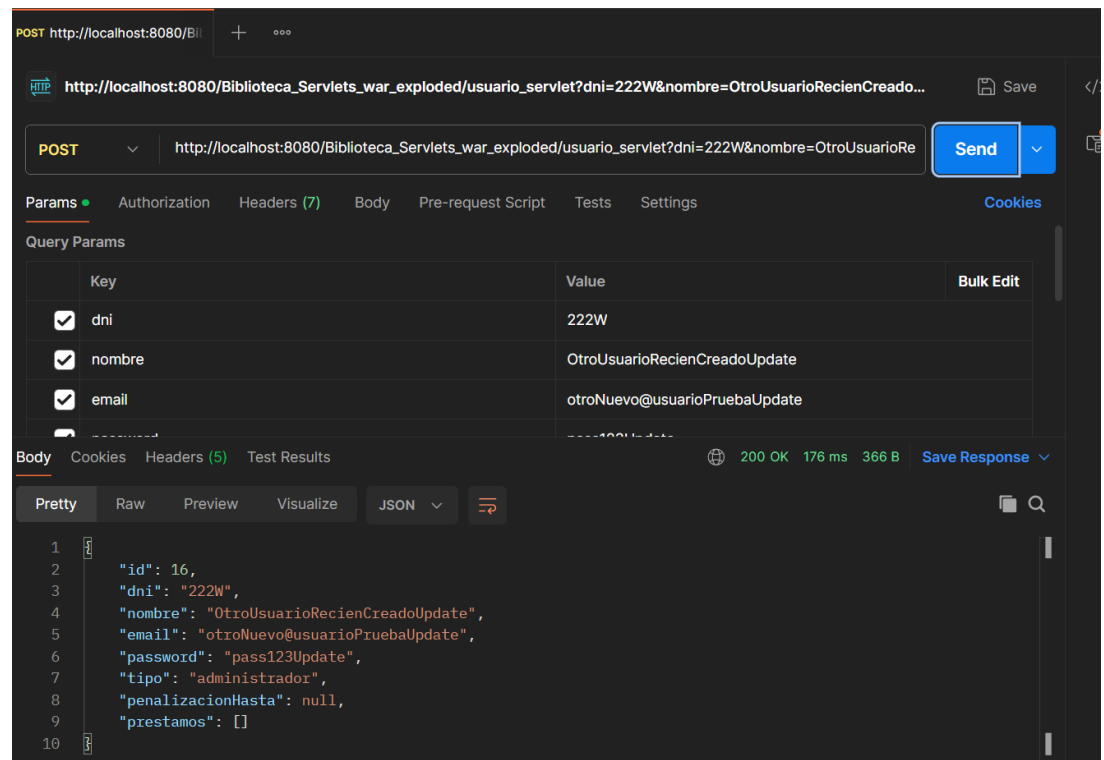 POST http://localhost:8080/Bil
HTTP http://localhost:8080/Biblioteca_Servlets_war_exploded/usuario_servlet?dni=222W&nombre=OtroUsuarioRecienCreado... Save
POST http://localhost:8080/Biblioteca_Servlets_war_exploded/usuario_servlet?dni=222W&nombre=OtroUsuarioRe Send
Params Authorization Headers (7) Body Pre-request Script Tests Settings Cookies
Query Params
Key Value Bulk Edit
dni 222W
nombre OtroUsuarioRecienCreadoUpdate
email otroNuevo@usuarioPruebaUpdate
Body Cookies Headers (5) Test Results 200 OK 176 ms 366 B Save Response
Pretty Raw Preview Visualize JSON
1 {
2 "id": 16,
3 "dni": "222W",
4 "nombre": "OtroUsuarioRecienCreadoUpdate",
5 "email": "otroNuevo@usuarioPruebaUpdate",
6 "password": "pass123Update",
7 "tipo": "administrador",
8 "penalizacionHasta": null,
9 "prestamos": []
10 }